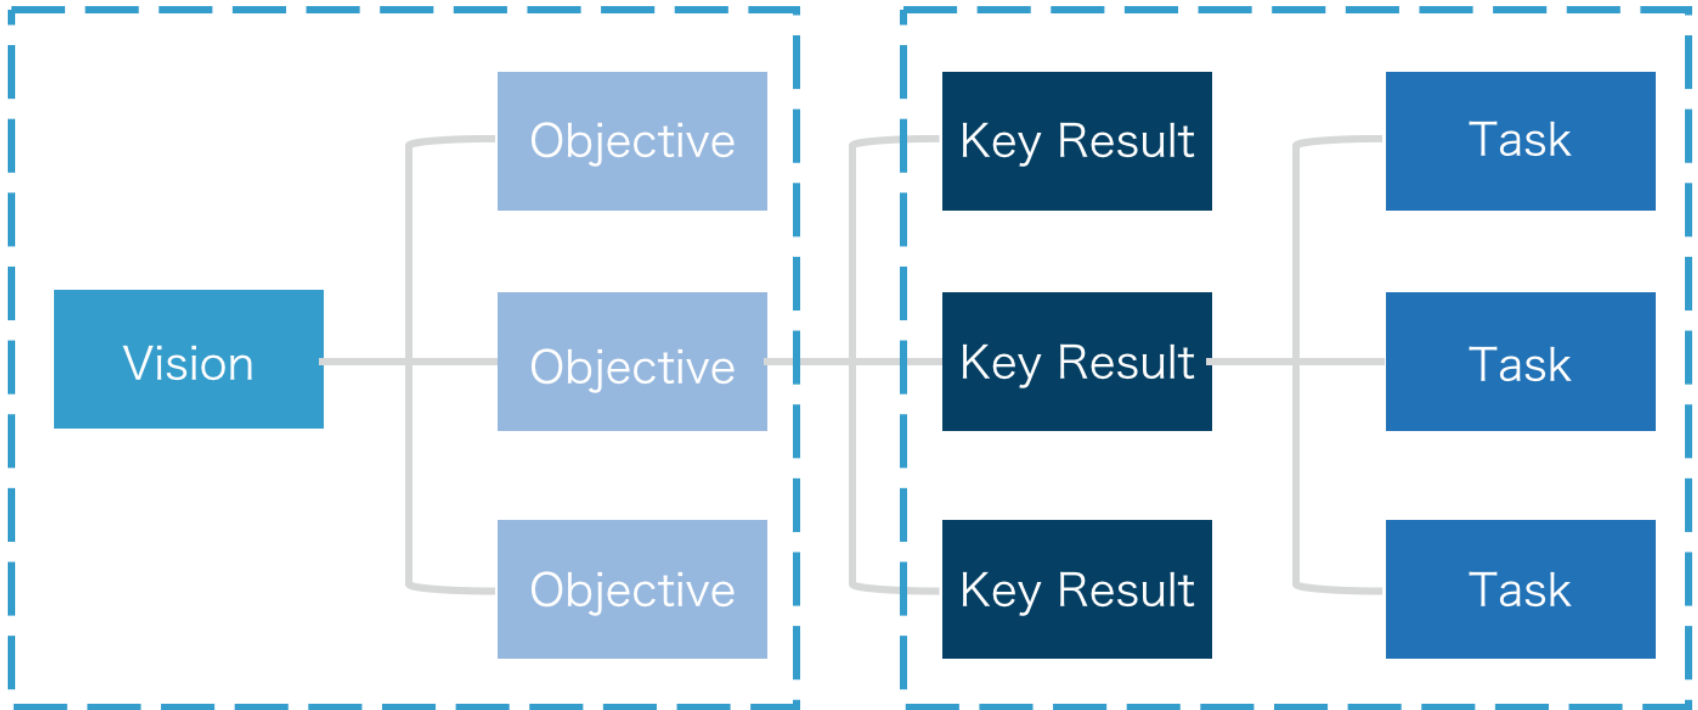 Objective
Key Result
Task
Vision
Objective
Key Result
Task
Objective
Key Result
Task